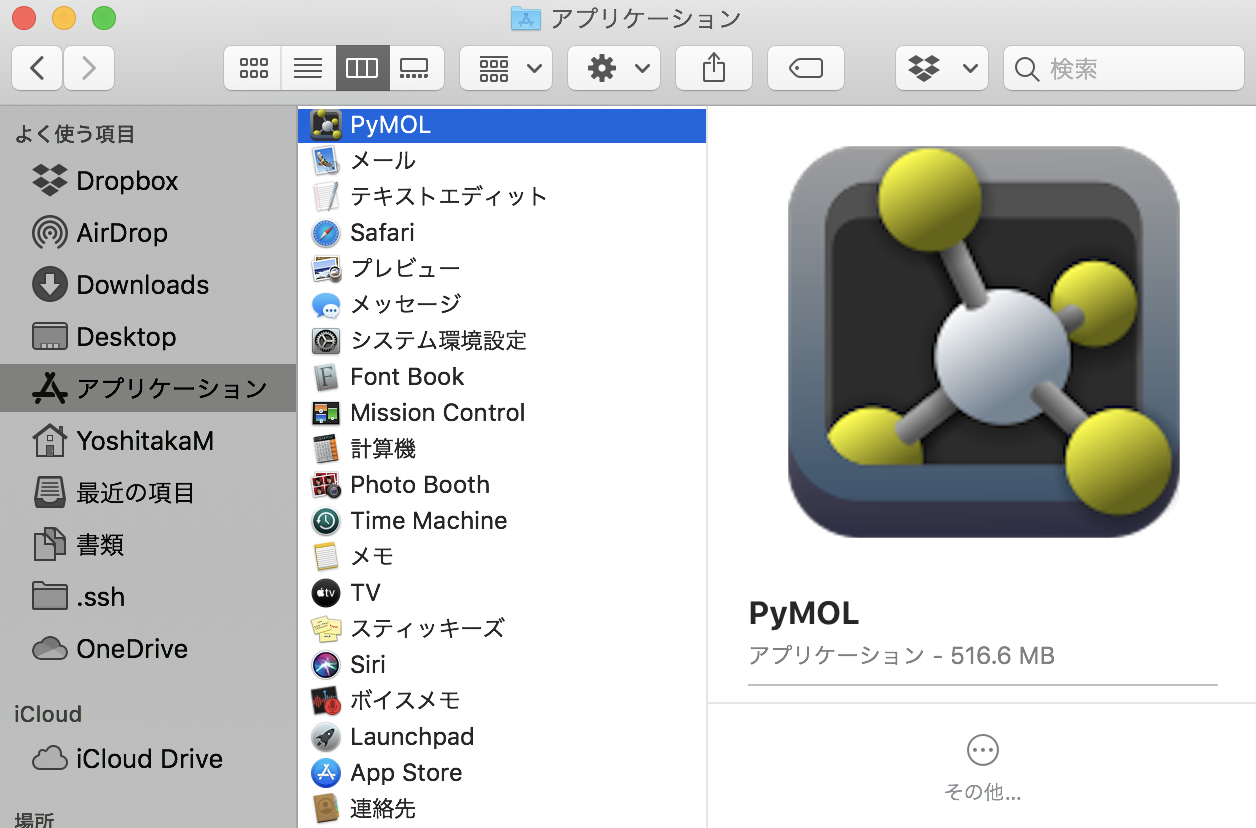 アプリケーション
検索
よく使う項目
Dropbox
AirDrop
Downloads
Desktop
アプリケーション
YoshitakaM
最近の項目
書類
.ssh
OneDrive
iCloud
iCloud Drive
場所
PyMOL
メール
テキストエディット
Safari
プレビュー
メッセージ
システム環境設定
Font Book
Mission Control
計算機
Photo Booth
Time Machine
メモ
TV
スティッキーズ
Siri
ボイスメモ
Launchpad
App Store
連絡先
PyMOL
アプリケーション - 516.6 MB
その他...